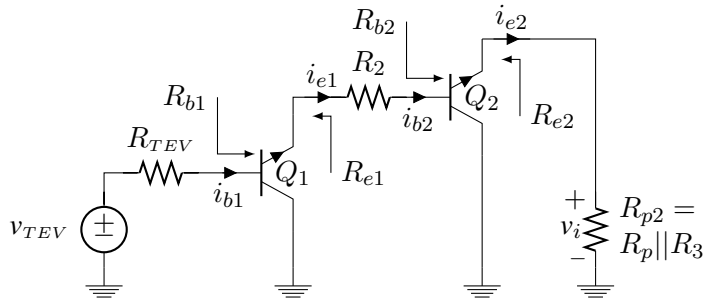 R_{b2}
i_{e2}
R_2
i_{e1}
R_{b1}
i_{b2}
Q_2
R_{e2}
R_{TEV}
i_{b1}
Q_1
R_{e1}
v_{TEV}
±
+
v_i
−
R_{p2} =
R_p||R_3